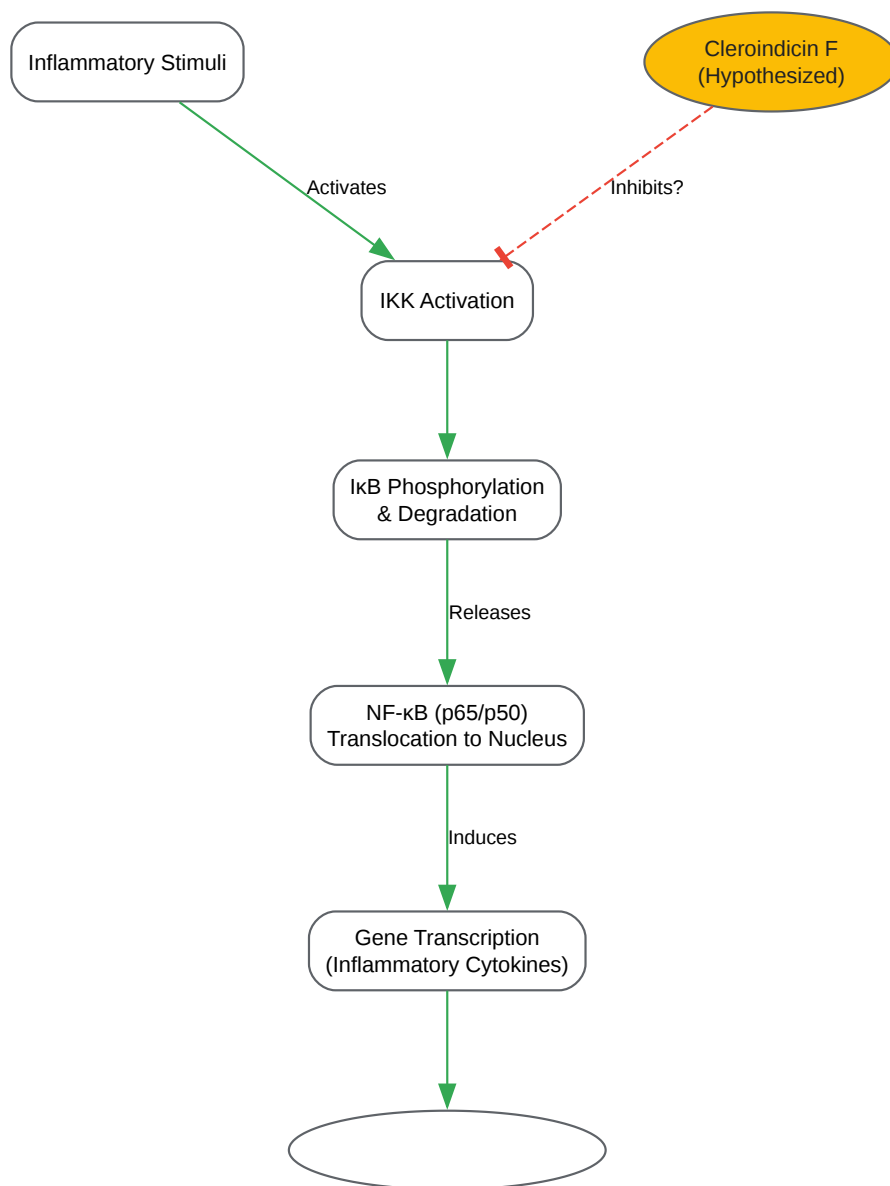 Inflammatory Stimuli
Cleroindicin F
(Hypothesized)
Activates
Inhibits?
IKK Activation
IκB Phosphorylation
& Degradation
Releases
NF-κB (p65/p50)
Translocation to Nucleus
Induces
Gene Transcription
(Inflammatory Cytokines)